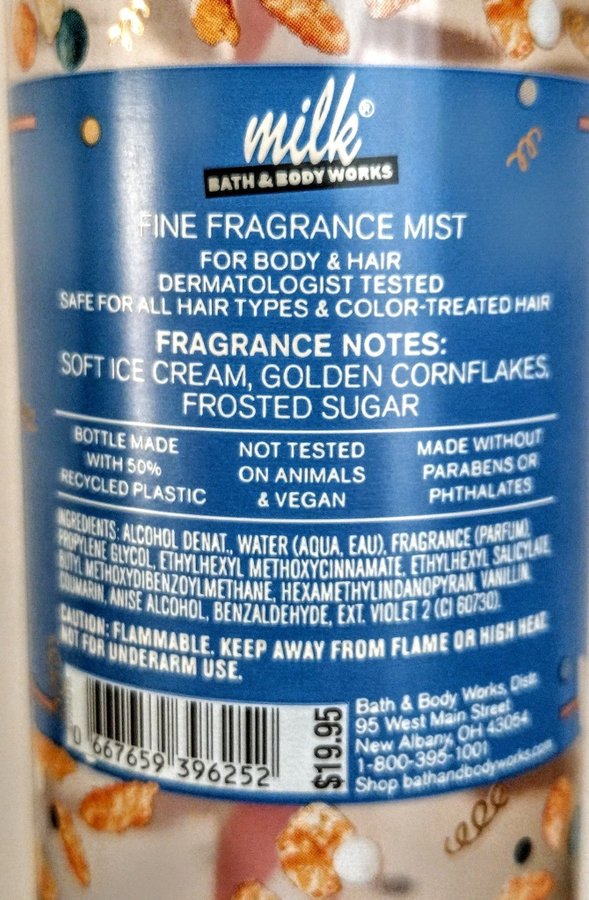 milk®
BATH & BODY WORKS
FINE FRAGRANCE MIST
FOR BODY & HAIR
DERMATOLOGIST TESTED
SAFE FOR ALL HAIR TYPES & COLOR-TREATED HAIR
FRAGRANCE NOTES:
SOFT ICE CREAM, GOLDEN CORNFLAKES,
FROSTED SUGAR
BOTTLE MADE
WITH 50%
RECYCLED PLASTIC
NOT TESTED
ON ANIMALS
& VEGAN
MADE WITHOUT
PARABENS OR
PHTHALATES
INGREDIENTS: ALCOHOL DENAT., WATER (AQUA, EAU), FRAGRANCE (PARFUM),
PROPYLENE GLYCOL, ETHYLHEXYL METHOXYCINNAMATE, ETHYLHEXYL SALICYLATE,
BUTYL METHOXYDIBENZOYLMETHANE, HEXAMETHYLINDANOPYRAN, VANILLIN,
COUMARIN, ANISE ALCOHOL, BENZALDEHYDE, EXT. VIOLET 2 (CI 60730).
CAUTION: FLAMMABLE. KEEP AWAY FROM FLAME OR HIGH HEAT.
NOT FOR UNDERARM USE.
0 667659 396252
$19.95
Bath & Body Works, Distr.
95 West Main Street
New Albany, OH 43054
1-800-395-1001
Shop bathandbodyworks.com